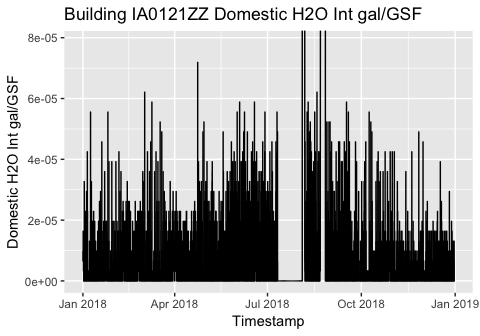 Building IA0121ZZ Domestic H2O Int gal/GSF
8e-05
6e-05
4e-05
2e-05
0e+00
Domestic H2O Int gal/GSF
Jan 2018
Apr 2018
Jul 2018
Oct 2018
Jan 2019
Timestamp